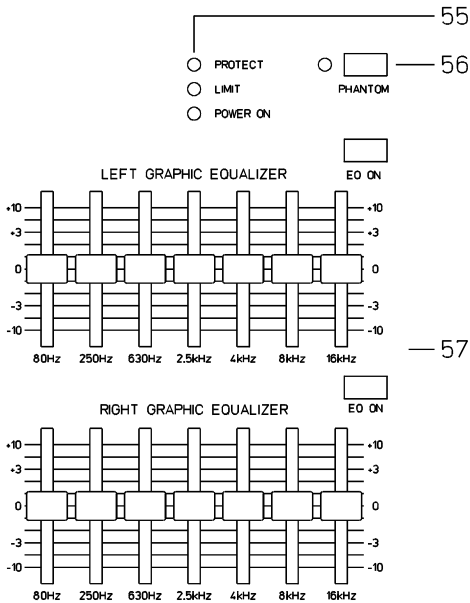 55
PROTECT
56
LIMIT
PHANTOM
POWER ON
LEFT GRAPHIC EQUALIZER
EQ ON
+10 +10
+3 +3
0 0
-3 -3
-10 -10
80Hz 250Hz 630Hz 2.5kHz 4kHz 8kHz 16kHz
57
RIGHT GRAPHIC EQUALIZER
EQ ON
+10 +10
+3 +3
0 0
-3 -3
-10 -10
80Hz 250Hz 630Hz 2.5kHz 4kHz 8kHz 16kHz